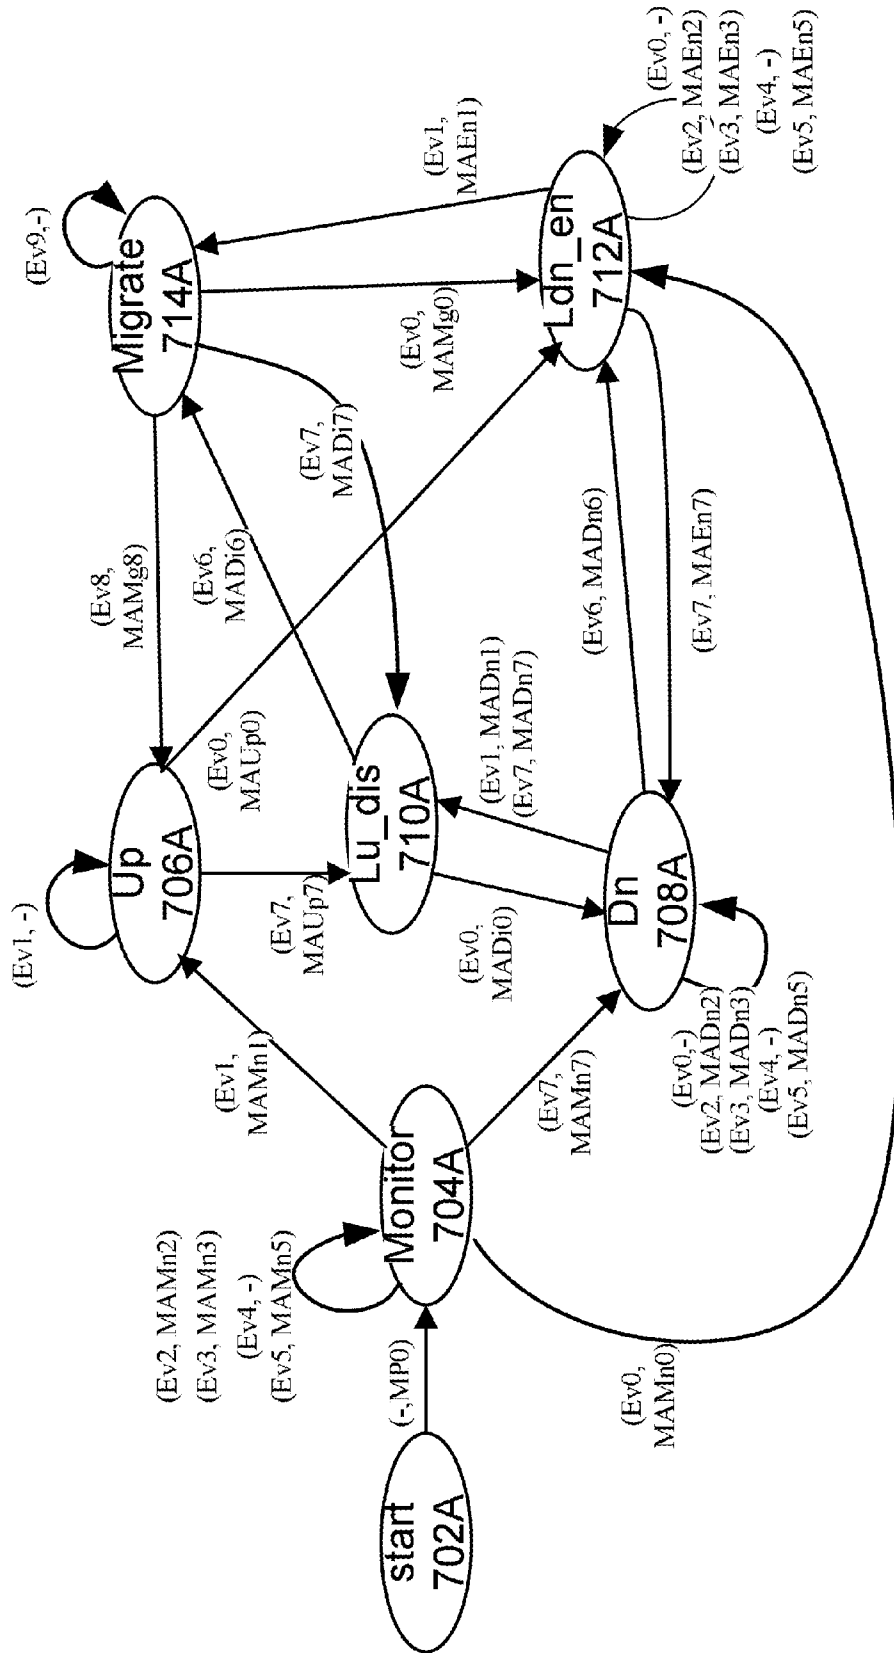 start
702A
(-,MP0)
(Ev2, MAMn2)
(Ev3, MAMn3)
(Ev4, -)
(Ev5, MAMn5)
Monitor
704A
(Ev1,
MAMn1)
(Ev7,
MAMn7)
(Ev0,
MAMn0)
(Ev1, -)
Up
706A
(Ev7,
MAUp7)
(Ev0,
MAUp0)
(Ev8,
MAMg8)
Lu_dis
710A
(Ev0,
MADi0)
(Ev6,
MADi6)
(Ev1, MADn1)
(Ev7, MADn7)
Dn
708A
(Ev0,-)
(Ev2, MADn2)
(Ev3, MADn3)
(Ev4,-)
(Ev5, MADn5)
(Ev6, MADn6)
(Ev7, MAEn7)
(Ev7,
MADi7)
(Ev9,-)
Migrate
714A
(Ev0,
MAMg0)
(Ev1,
MAEn1)
Ldn_en
712A
(Ev0, -)
(Ev2, MAEn2)
(Ev3, MAEn3)
(Ev4, -)
(Ev5, MAEn5)